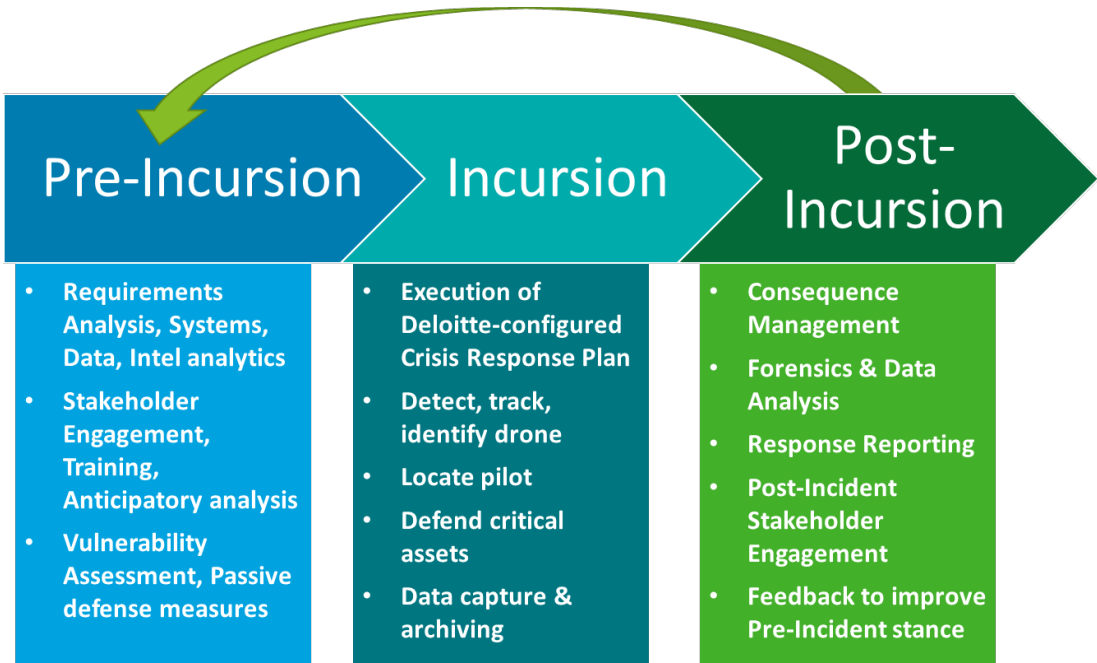 Pre-Incursion
Incursion
Post-
Incursion
• Requirements
Analysis, Systems,
Data, Intel analytics
• Stakeholder
Engagement,
Training,
Anticipatory analysis
• Vulnerability
Assessment, Passive
defense measures
• Execution of
Deloitte-configured
Crisis Response Plan
• Detect, track,
identify drone
• Locate pilot
• Defend critical
assets
• Data capture &
archiving
• Consequence
Management
• Forensics & Data
Analysis
• Response Reporting
• Post-Incident
Stakeholder
Engagement
• Feedback to improve
Pre-Incident stance